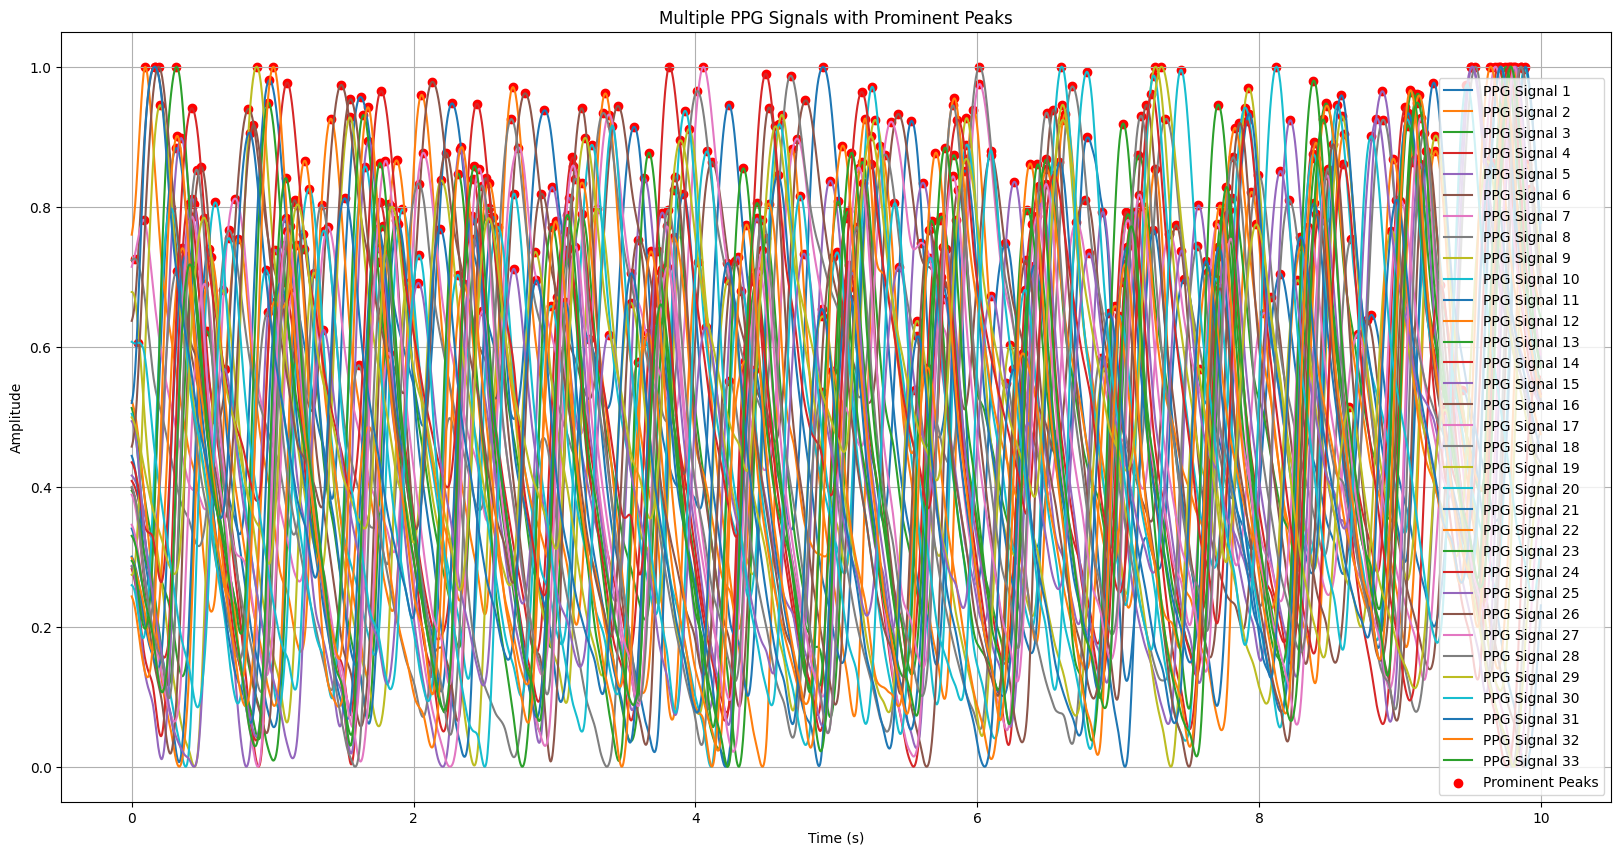 Multiple PPG Signals with Prominent Peaks
1.0
0.8
0.6
0.4
0.2
0.0
Amplitude
0
2
4
6
8
10
Time (s)
PPG Signal 1
PPG Signal 2
PPG Signal 3
PPG Signal 4
PPG Signal 5
PPG Signal 6
PPG Signal 7
PPG Signal 8
PPG Signal 9
PPG Signal 10
PPG Signal 11
PPG Signal 12
PPG Signal 13
PPG Signal 14
PPG Signal 15
PPG Signal 16
PPG Signal 17
PPG Signal 18
PPG Signal 19
PPG Signal 20
PPG Signal 21
PPG Signal 22
PPG Signal 23
PPG Signal 24
PPG Signal 25
PPG Signal 26
PPG Signal 27
PPG Signal 28
PPG Signal 29
PPG Signal 30
PPG Signal 31
PPG Signal 32
PPG Signal 33
Prominent Peaks